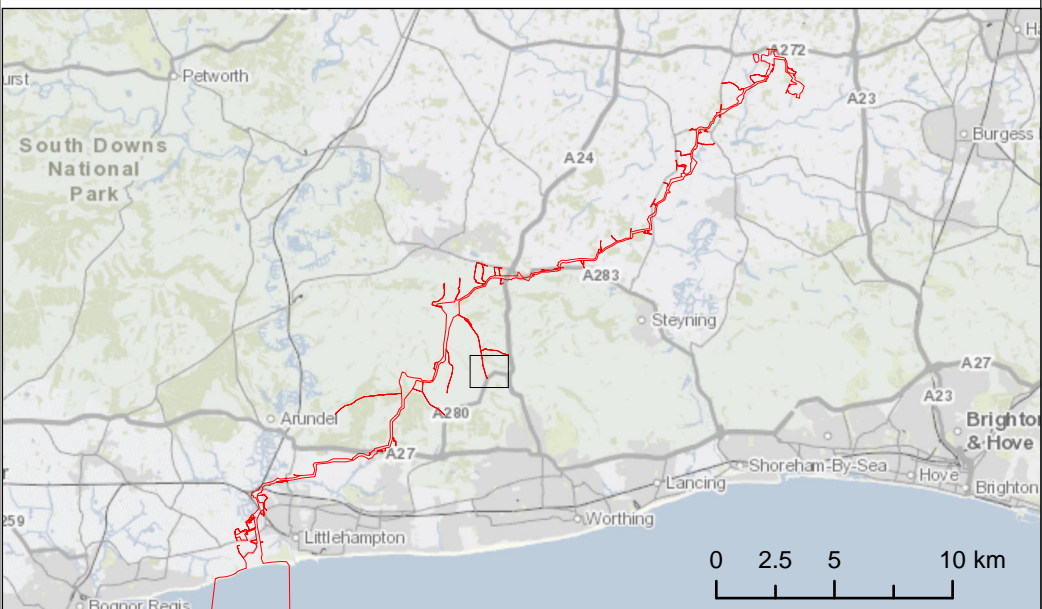 A272
Petworth
urst
A23
Burgess
South Downs
National
Park
A24
A283
Steyning
A27
A23
Arundel
A280
Brighto
& Hove
A27
Shoreham-By-Sea
Hove
Lancing
Brighton
r
259
Worthing
Littlehampton
0 2.5 5 10 km
Bognor Regis